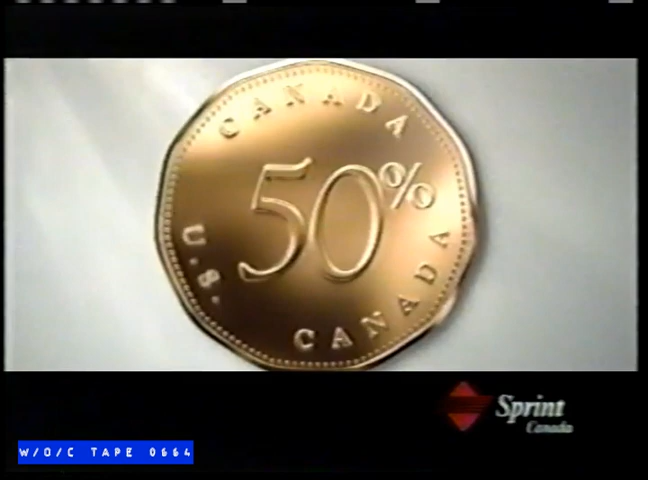 CANADA
50%
U.S.
CANADA
Sprint
Canada
W/O/C TAPE 0664